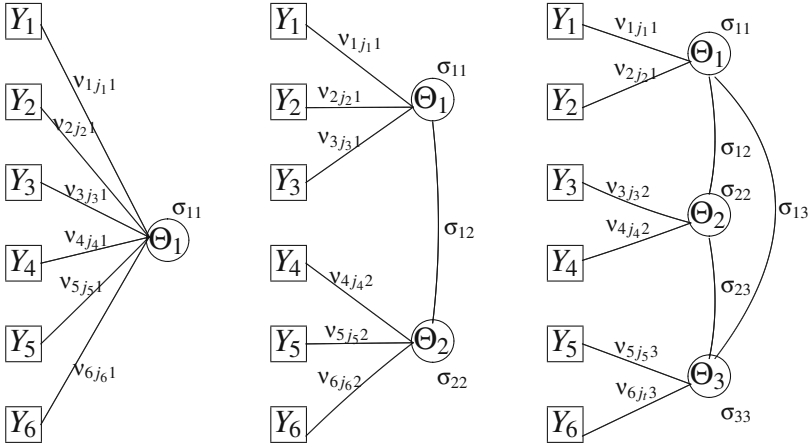 Y₁
ν₁ⱼ₁1
Y₂
ν₂ⱼ₂1
Y₃
ν₃ⱼ₃1
σ₁₁
Θ₁
Y₄
ν₄ⱼ₄1
Y₅
ν₅ⱼ₅1
Y₆
ν₆ⱼ₆1
Y₁
ν₁ⱼ₁1
σ₁₁
Θ₁
Y₂
ν₂ⱼ₂1
Y₃
ν₃ⱼ₃1
σ₁₂
Y₄
ν₄ⱼ₄2
Y₅
ν₅ⱼ₅2
Θ₂
Y₆
ν₆ⱼ₆2
σ₂₂
Y₁
ν₁ⱼ₁1
σ₁₁
Θ₁
Y₂
ν₂ⱼ₂1
σ₁₂
Y₃
ν₃ⱼ₃2
σ₂₂
Θ₂
σ₁₃
Y₄
ν₄ⱼ₄2
σ₂₃
Y₅
ν₅ⱼ₅3
Θ₃
Y₆
ν₆ⱼₜ3
σ₃₃